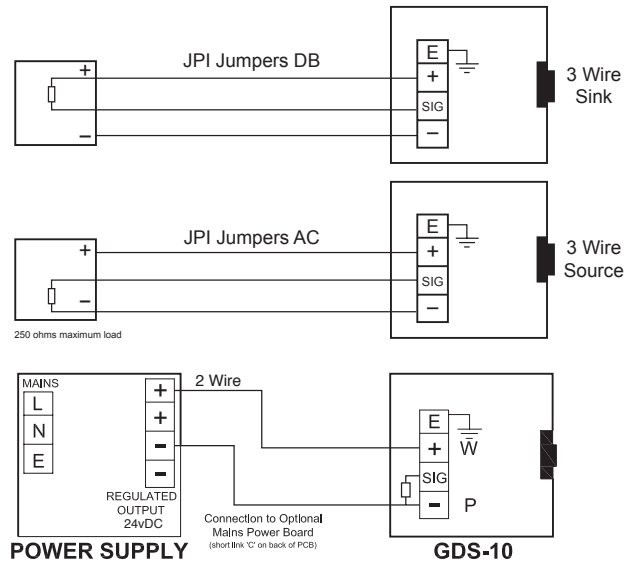 +
JPI Jumpers DB
E
+
SIG
−
−
3 Wire
Sink
+
JPI Jumpers AC
E
+
SIG
−
−
3 Wire
Source
250 ohms maximum load
MAINS
L
N
E
+
+
−
−
REGULATED
OUTPUT
24vDC
2 Wire
Connection to Optional
Mains Power Board
(short link 'C' on back of PCB)
E
+
W
SIG
−
P
POWER SUPPLY
GDS-10